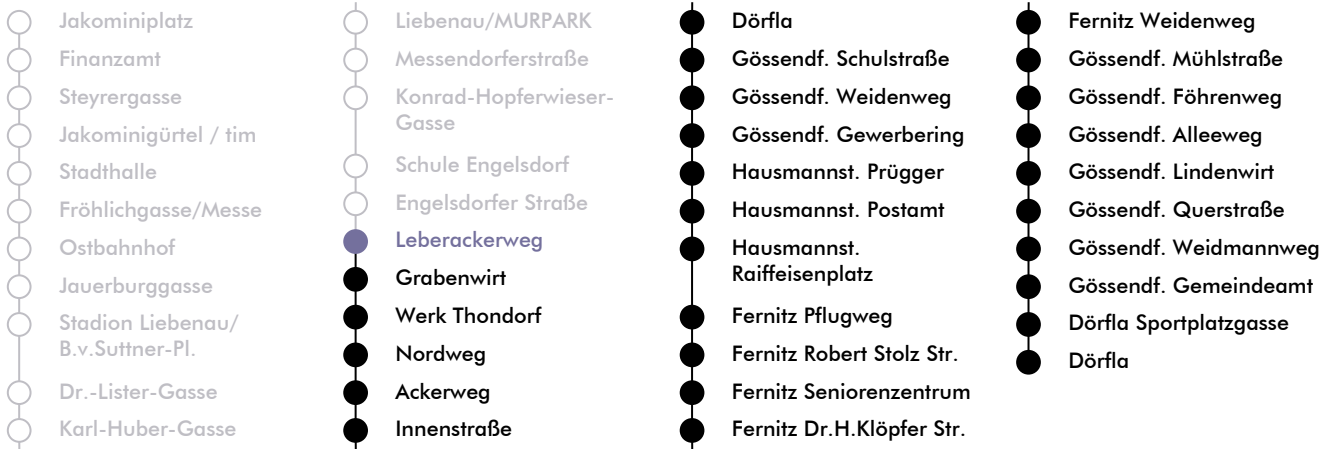 Jakominiplatz
Finanzamt
Steyrergasse
Jakominigürtel / tim
Stadthalle
Fröhlichgasse/Messe
Ostbahnhof
Jauerburggasse
Stadion Liebenau/
B.v.Suttner-Pl.
Dr.-Lister-Gasse
Karl-Huber-Gasse
Liebenau/MURPARK
Messendorferstraße
Konrad-Hopferwieser-
Gasse
Schule Engelsdorf
Engelsdorfer Straße
Leberackerweg
Grabenwirt
Werk Thondorf
Nordweg
Ackerweg
Innenstraße
Dörfla
Gössendf. Schulstraße
Gössendf. Weidenweg
Gössendf. Gewerbering
Hausmannst. Prügger
Hausmannst. Postamt
Hausmannst.
Raiffeisenplatz
Fernitz Pflugweg
Fernitz Robert Stolz Str.
Fernitz Seniorenzentrum
Fernitz Dr.H.Klöpfer Str.
Fernitz Weidenweg
Gössendf. Mühlstraße
Gössendf. Föhrenweg
Gössendf. Alleeweg
Gössendf. Lindenwirt
Gössendf. Querstraße
Gössendf. Weidmannweg
Gössendf. Gemeindeamt
Dörfla Sportplatzgasse
Dörfla